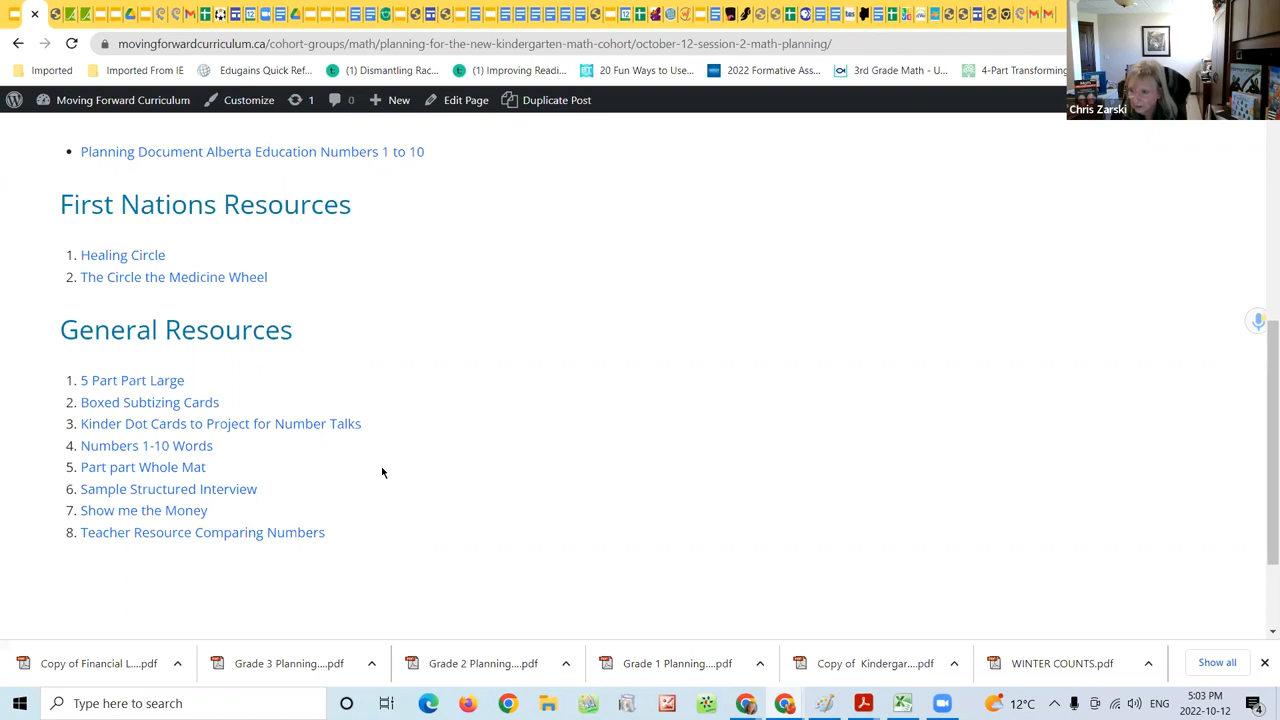 movingforwardcurriculum.ca/cohort-groups/math/planning-for-the-new-kindergarten-math-cohort/october-12-session-2-math-planning/
Imported
Imported From IE
Edugains Quick Ref...
(1) Dismantling Rac...
(1) Improving Readi...
20 Fun Ways to Use...
2022 Formative Ass...
3rd Grade Math - U...
4-Part Transforming
Chris Zarski
Moving Forward Curriculum
Customize
1
0
New
Edit Page
Duplicate Post
Planning Document Alberta Education Numbers 1 to 10
First Nations Resources
1. Healing Circle
2. The Circle the Medicine Wheel
General Resources
1. 5 Part Part Large
2. Boxed Subtizing Cards
3. Kinder Dot Cards to Project for Number Talks
4. Numbers 1-10 Words
5. Part part Whole Mat
6. Sample Structured Interview
7. Show me the Money
8. Teacher Resource Comparing Numbers
Copy of Financial L....pdf
Grade 3 Planning....pdf
Grade 2 Planning....pdf
Grade 1 Planning....pdf
Copy of Kindergar....pdf
WINTER COUNTS.pdf
Show all
Type here to search
12°C
ENG
5:03 PM
2022-10-12
4